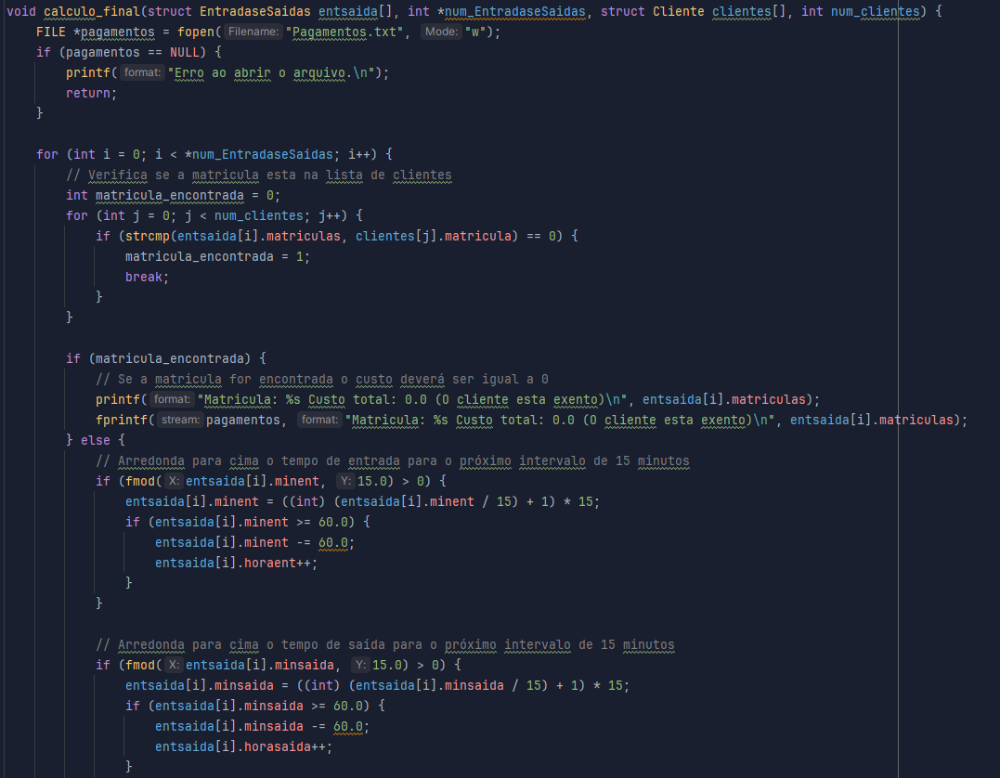 void calculo_final(struct EntradaseSaidas entsaida[], int *num_EntradaseSaidas, struct Cliente clientes[], int num_clientes) {
FILE *pagamentos = fopen( Filename: "Pagamentos.txt", Mode: "w");
if (pagamentos == NULL) {
printf( format: "Erro ao abrir o arquivo.\n");
return;
}
for (int i = 0; i < *num_EntradaseSaidas; i++) {
// Verifica se a matricula esta na lista de clientes
int matricula_encontrada = 0;
for (int j = 0; j < num_clientes; j++) {
if (strcmp(entsaida[i].matriculas, clientes[j].matricula) == 0) {
matricula_encontrada = 1;
break;
}
}
if (matricula_encontrada) {
// Se a matricula for encontrada o custo deverá ser igual a 0
printf( format: "Matricula: %s Custo total: 0.0 (O cliente esta exento)\n", entsaida[i].matriculas);
fprintf( stream: pagamentos, format: "Matricula: %s Custo total: 0.0 (O cliente esta exento)\n", entsaida[i].matriculas);
} else {
// Arredonda para cima o tempo de entrada para o próximo intervalo de 15 minutos
if (fmod( X: entsaida[i].minent, Y: 15.0) > 0) {
entsaida[i].minent = ((int) (entsaida[i].minent / 15) + 1) * 15;
if (entsaida[i].minent >= 60.0) {
entsaida[i].minent -= 60.0;
entsaida[i].horaent++;
}
}
// Arredonda para cima o tempo de saída para o próximo intervalo de 15 minutos
if (fmod( X: entsaida[i].minsaida, Y: 15.0) > 0) {
entsaida[i].minsaida = ((int) (entsaida[i].minsaida / 15) + 1) * 15;
if (entsaida[i].minsaida >= 60.0) {
entsaida[i].minsaida -= 60.0;
entsaida[i].horasaida++;
}